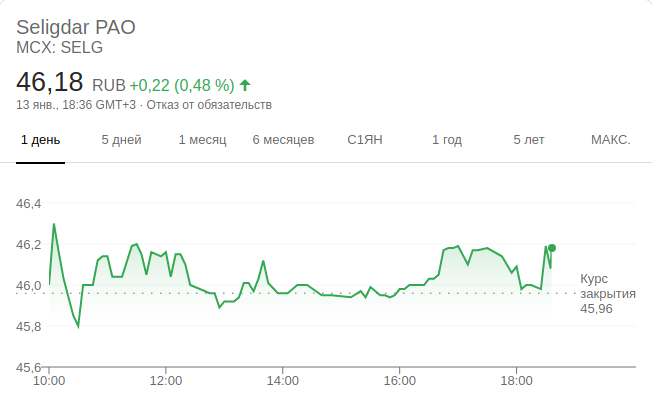 Seligdar PAO
MCX: SELG
46,18 RUB +0,22 (0,48 %)
13 янв., 18:36 GMT+3 · Отказ от обязательств
1 день 5 дней 1 месяц 6 месяцев С1ЯН 1 год 5 лет МАКС.
46,4
46,2
46,0
45,8
45,6
Курс
закрытия
45,96
10:00 12:00 14:00 16:00 18:00